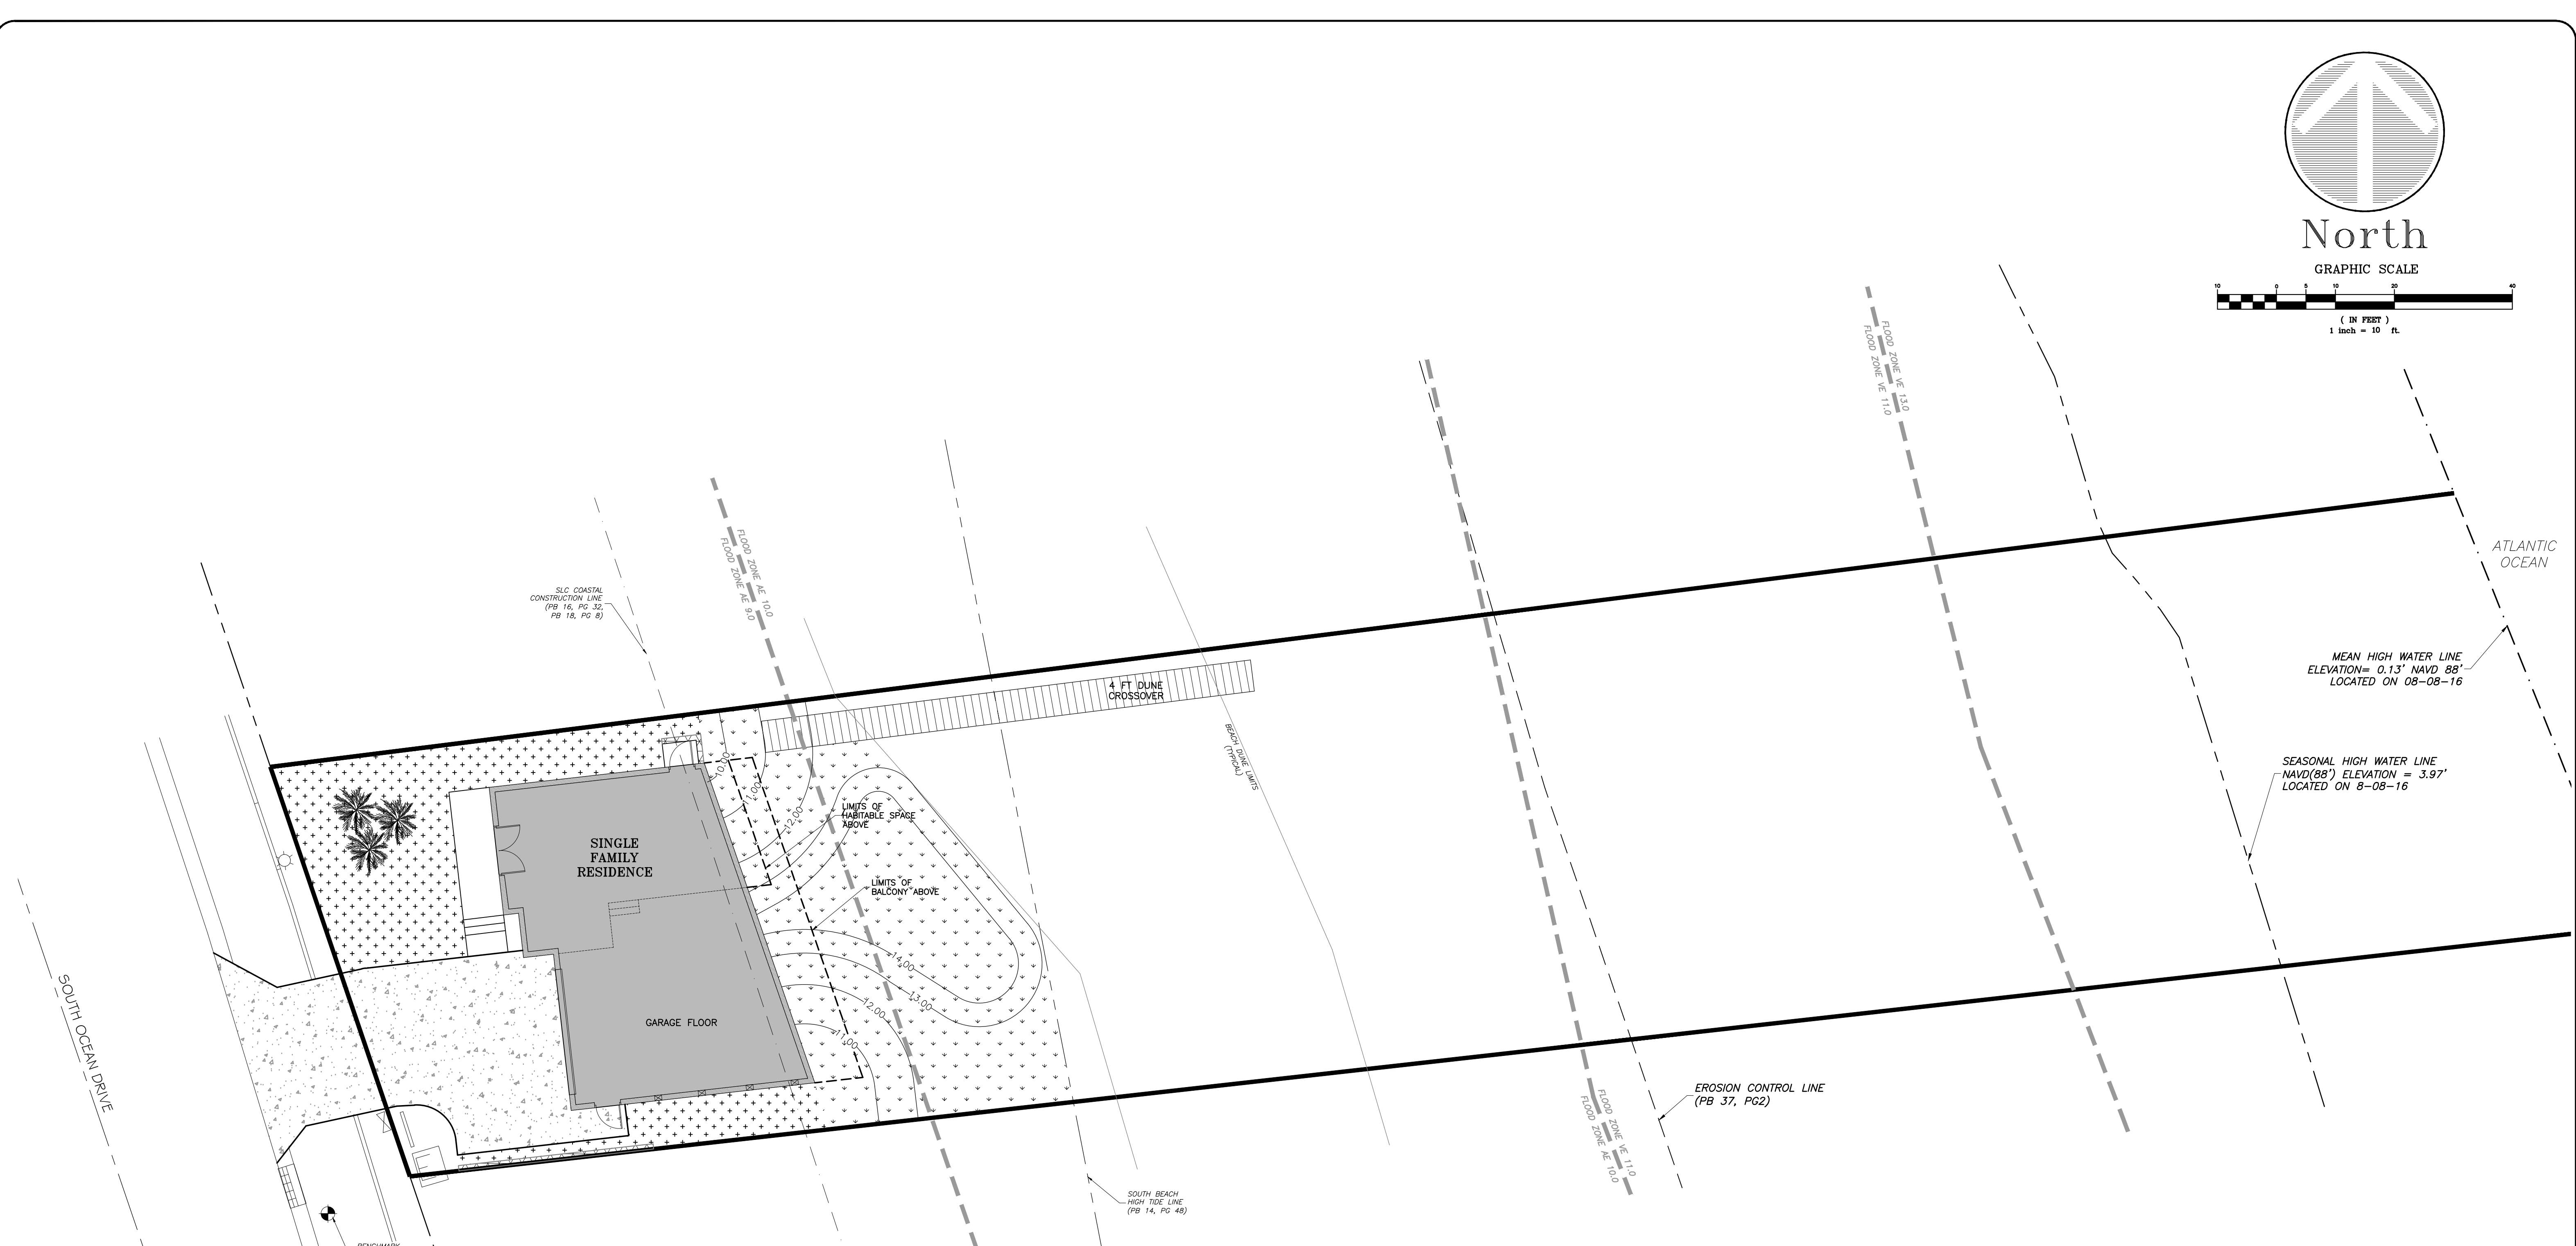 North
GRAPHIC SCALE
10 0 5 10 20 40
( IN FEET )
1 inch = 10 ft.
FLOOD ZONE VE 13.0
FLOOD ZONE VE 11.0
ATLANTIC
OCEAN
SLC COASTAL
CONSTRUCTION LINE
(PB 16, PG 32,
PB 18, PG 8)
FLOOD ZONE AE 10.0
FLOOD ZONE AE 9.0
MEAN HIGH WATER LINE
ELEVATION= 0.13' NAVD 88'
LOCATED ON 08-08-16
4 FT DUNE
CROSSOVER
BEACH DUNE LIMITS
(TYPICAL)
SEASONAL HIGH WATER LINE
NAVD(88') ELEVATION = 3.97'
LOCATED ON 8-08-16
10.00
11.00
12.00
LIMITS OF
HABITABLE SPACE
ABOVE
SINGLE
FAMILY
RESIDENCE
LIMITS OF
BALCONY ABOVE
14.00
13.00
12.00
11.00
GARAGE FLOOR
SOUTH OCEAN DRIVE
EROSION CONTROL LINE
(PB 37, PG2)
FLOOD ZONE VE 11.0
FLOOD ZONE AE 10.0
SOUTH BEACH
HIGH TIDE LINE
(PB 14, PG 48)
BENCHMARK